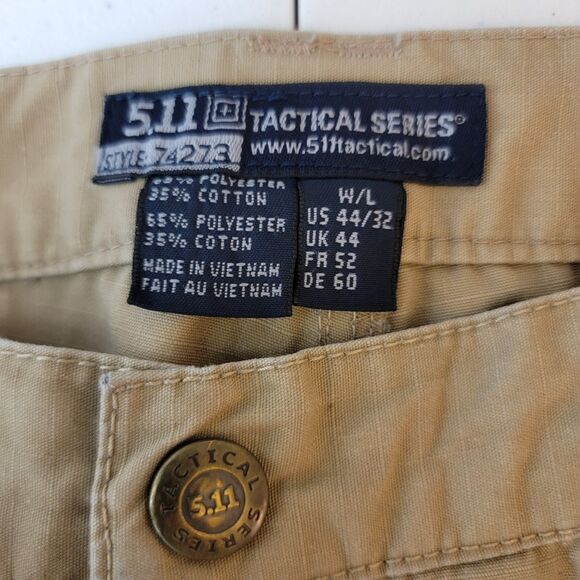 5.11 TACTICAL SERIES®
STYLE 74273 www.511tactical.com
POLYESTER
35% COTTON
65% POLYESTER
35% COTON
MADE IN VIETNAM
FAIT AU VIETNAM
W/L
US 44/32
UK 44
FR 52
DE 60
TACTICAL
5.11
SERIES